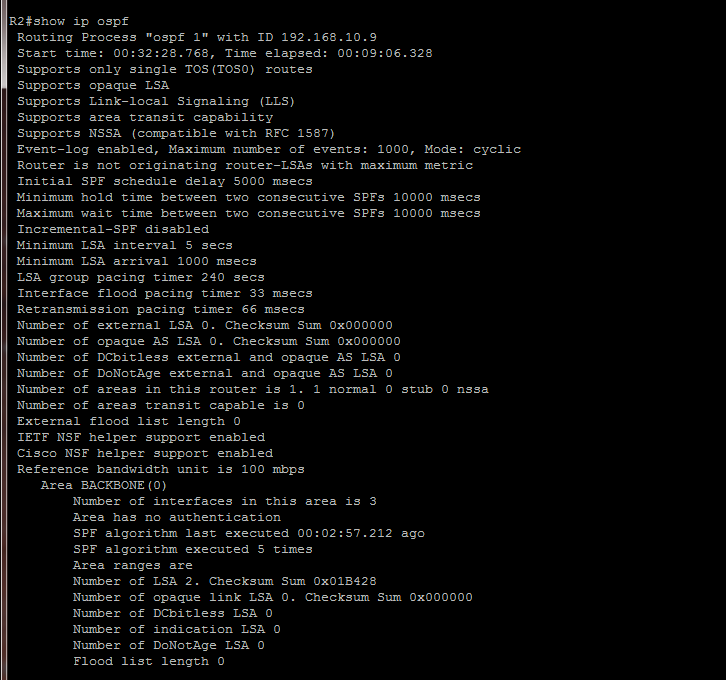 R2#show ip ospf
Routing Process "ospf 1" with ID 192.168.10.9
Start time: 00:32:28.768, Time elapsed: 00:09:06.328
Supports only single TOS(TOS0) routes
Supports opaque LSA
Supports Link-local Signaling (LLS)
Supports area transit capability
Supports NSSA (compatible with RFC 1587)
Event-log enabled, Maximum number of events: 1000, Mode: cyclic
Router is not originating router-LSAs with maximum metric
Initial SPF schedule delay 5000 msecs
Minimum hold time between two consecutive SPFs 10000 msecs
Maximum wait time between two consecutive SPFs 10000 msecs
Incremental-SPF disabled
Minimum LSA interval 5 secs
Minimum LSA arrival 1000 msecs
LSA group pacing timer 240 secs
Interface flood pacing timer 33 msecs
Retransmission pacing timer 66 msecs
Number of external LSA 0. Checksum Sum 0x000000
Number of opaque AS LSA 0. Checksum Sum 0x000000
Number of DCbitless external and opaque AS LSA 0
Number of DoNotAge external and opaque AS LSA 0
Number of areas in this router is 1. 1 normal 0 stub 0 nssa
Number of areas transit capable is 0
External flood list length 0
IETF NSF helper support enabled
Cisco NSF helper support enabled
Reference bandwidth unit is 100 mbps
Area BACKBONE(0)
Number of interfaces in this area is 3
Area has no authentication
SPF algorithm last executed 00:02:57.212 ago
SPF algorithm executed 5 times
Area ranges are
Number of LSA 2. Checksum Sum 0x01B428
Number of opaque link LSA 0. Checksum Sum 0x000000
Number of DCbitless LSA 0
Number of indication LSA 0
Number of DoNotAge LSA 0
Flood list length 0